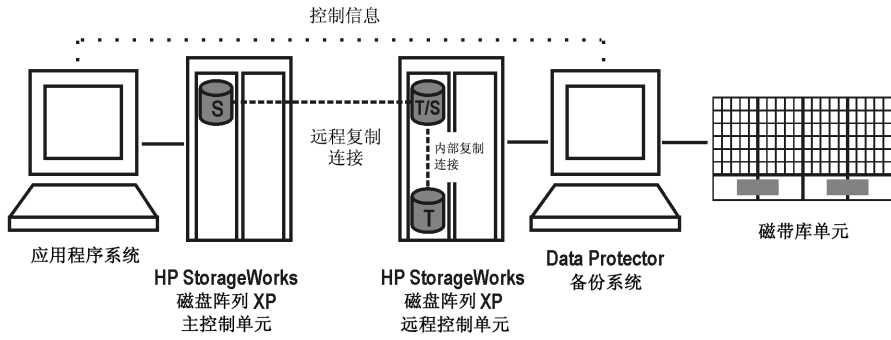 控制信息
S
T/S
远程复制
连接
内部复制
连接
T
应用程序系统
HP StorageWorks
磁盘阵列 XP
主控制单元
HP StorageWorks
磁盘阵列 XP
远程控制单元
Data Protector
备份系统
磁带库单元